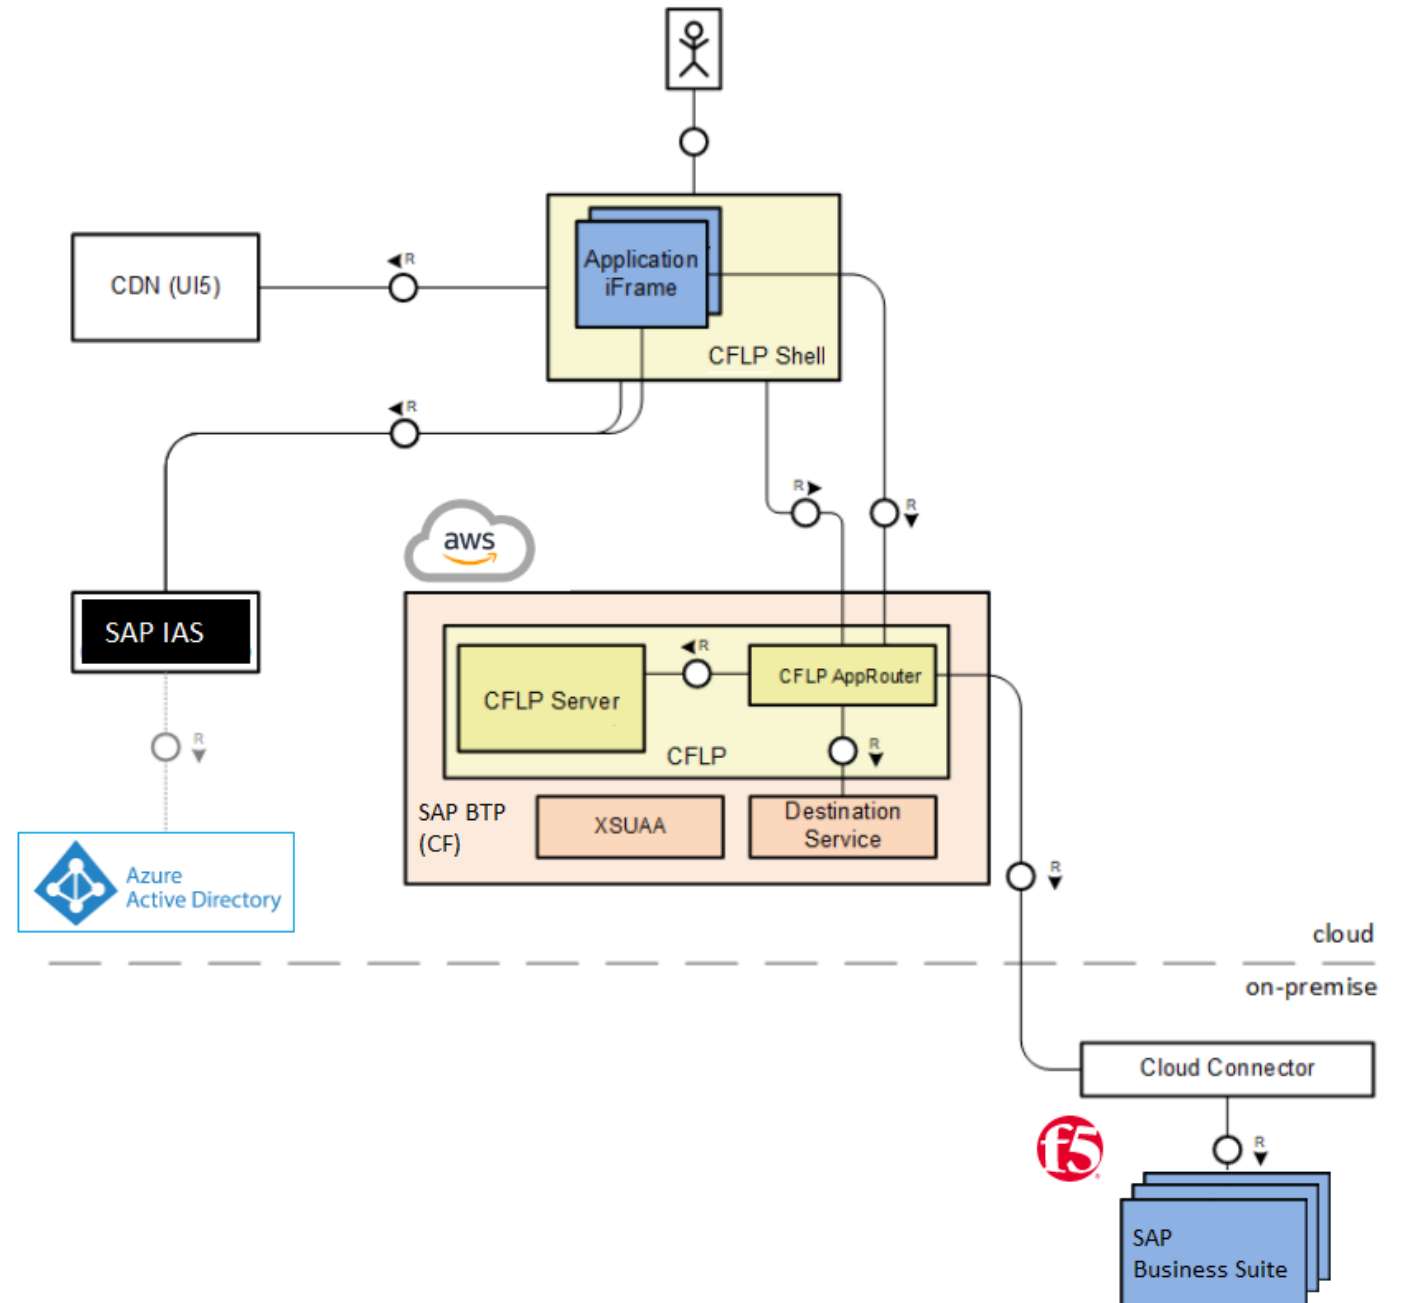 R
CDN (UI5)
Application
iFrame
CFLP Shell
R
R
R
aws
SAP IAS
R
CFLP Server
CFLP AppRouter
R
CFLP
R
SAP BTP
(CF)
XSUAA
Destination
Service
Azure
Active Directory
R
cloud
on-premise
Cloud Connector
f5
R
SAP
Business Suite